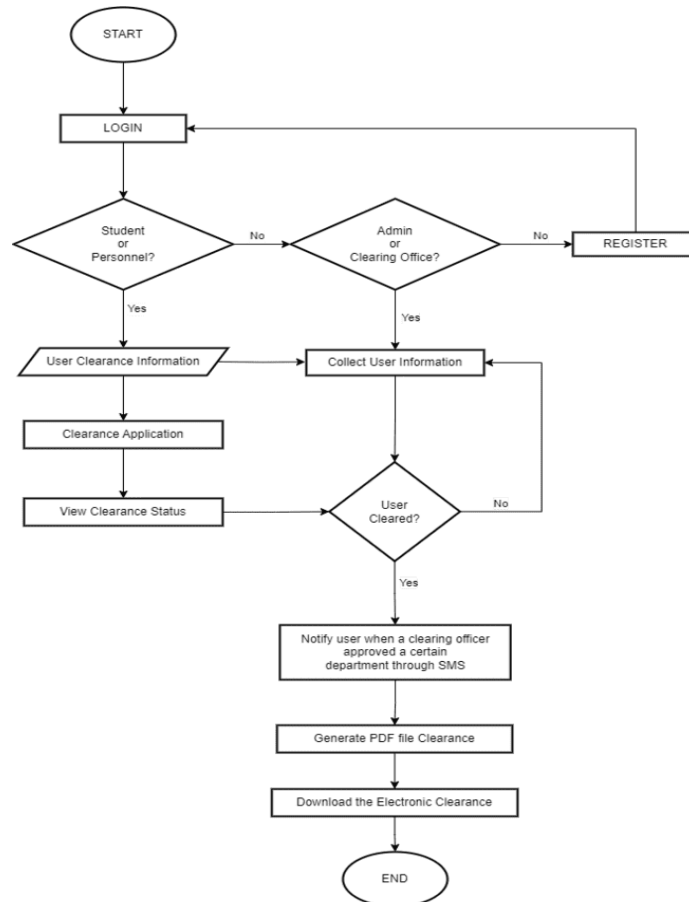 START
LOGIN
Student
or
Personnel?
No
Admin
or
Clearing Office?
No
REGISTER
Yes
Yes
User Clearance Information
Collect User Information
Clearance Application
View Clearance Status
User
Cleared?
No
Yes
Notify user when a clearing officer
approved a certain
department through SMS
Generate PDF file Clearance
Download the Electronic Clearance
END